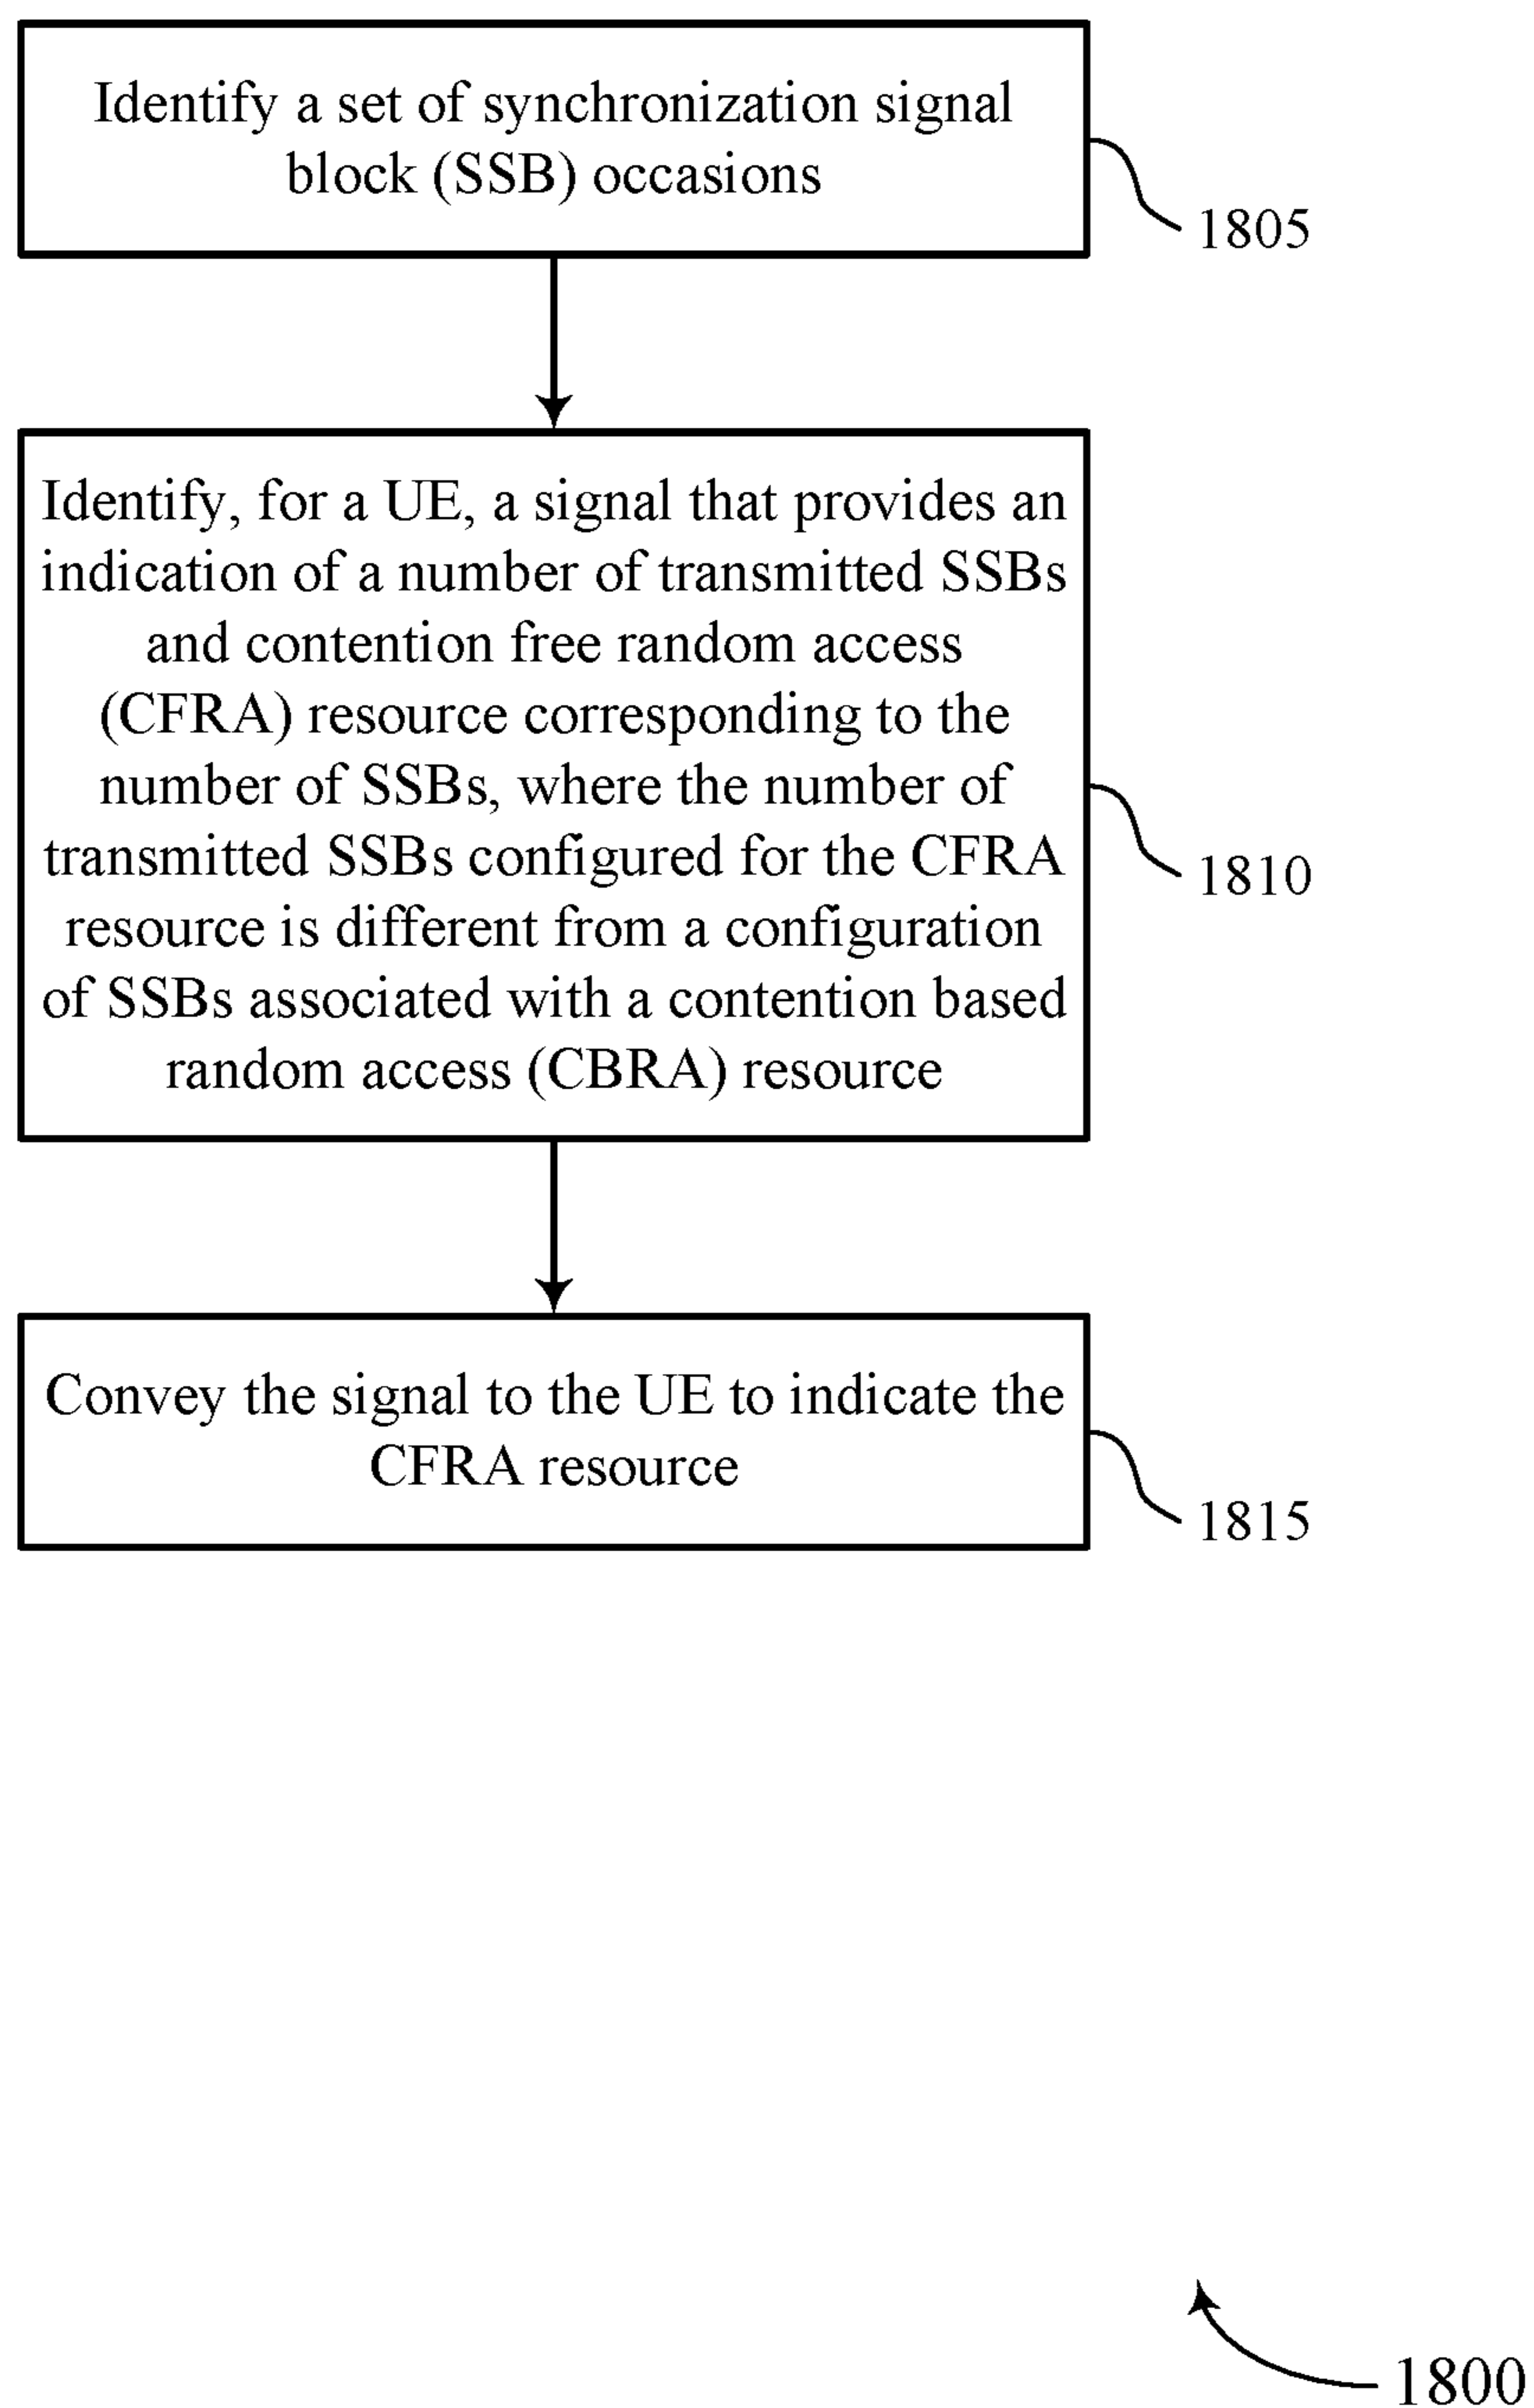 Identify a set of synchronization signal
block (SSB) occasions
1805
Identify, for a UE, a signal that provides an
indication of a number of transmitted SSBs
and contention free random access
(CFRA) resource corresponding to the
number of SSBs, where the number of
transmitted SSBs configured for the CFRA
resource is different from a configuration
of SSBs associated with a contention based
random access (CBRA) resource
1810
Convey the signal to the UE to indicate the
CFRA resource
1815
1800